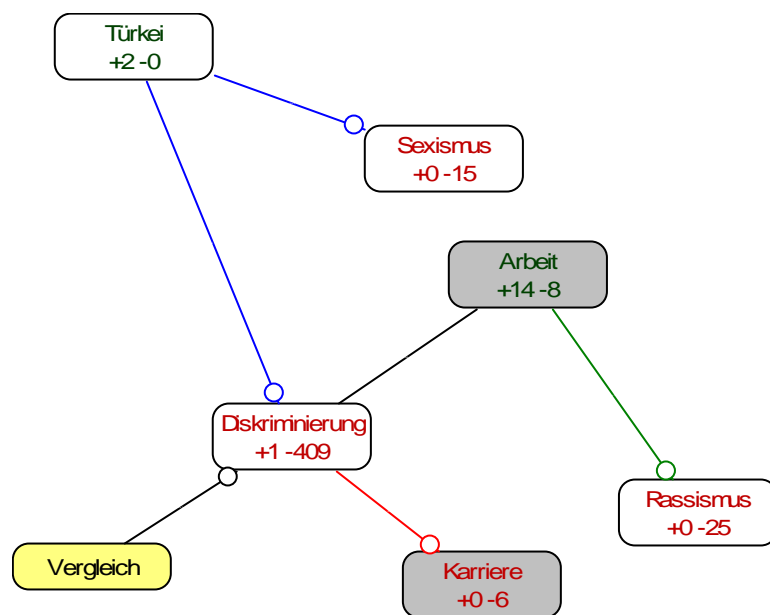 Türkei
+2 -0
Sexismus
+0 -15
Arbeit
+14 -8
Diskriminierung
+1 -409
Rassismus
+0 -25
Vergleich
Karriere
+0 -6